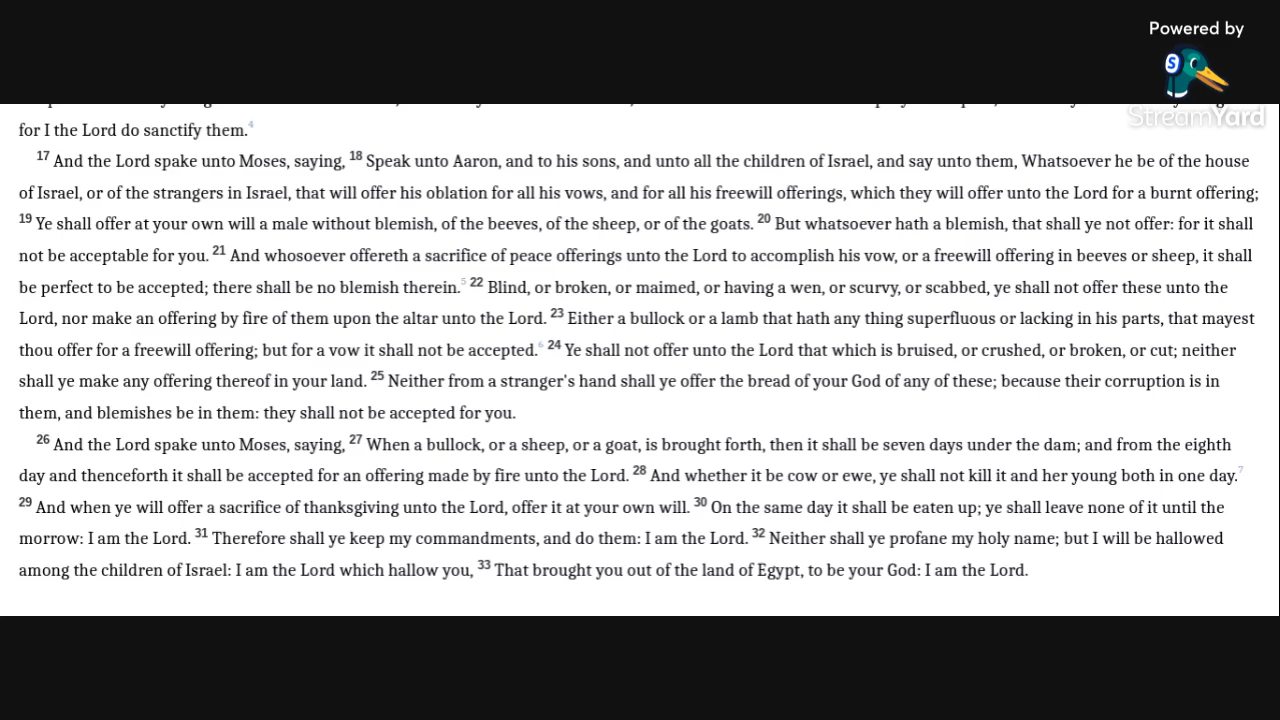 Powered by
S
StreamYard
for I the Lord do sanctify them.4
17 And the Lord spake unto Moses, saying, 18 Speak unto Aaron, and to his sons, and unto all the children of Israel, and say unto them, Whatsoever he be of the house
of Israel, or of the strangers in Israel, that will offer his oblation for all his vows, and for all his freewill offerings, which they will offer unto the Lord for a burnt offering;
19 Ye shall offer at your own will a male without blemish, of the beeves, of the sheep, or of the goats. 20 But whatsoever hath a blemish, that shall ye not offer: for it shall
not be acceptable for you. 21 And whosoever offereth a sacrifice of peace offerings unto the Lord to accomplish his vow, or a freewill offering in beeves or sheep, it shall
be perfect to be accepted; there shall be no blemish therein.5 22 Blind, or broken, or maimed, or having a wen, or scurvy, or scabbed, ye shall not offer these unto the
Lord, nor make an offering by fire of them upon the altar unto the Lord. 23 Either a bullock or a lamb that hath any thing superfluous or lacking in his parts, that mayest
thou offer for a freewill offering; but for a vow it shall not be accepted.6 24 Ye shall not offer unto the Lord that which is bruised, or crushed, or broken, or cut; neither
shall ye make any offering thereof in your land. 25 Neither from a stranger's hand shall ye offer the bread of your God of any of these; because their corruption is in
them, and blemishes be in them: they shall not be accepted for you.
26 And the Lord spake unto Moses, saying, 27 When a bullock, or a sheep, or a goat, is brought forth, then it shall be seven days under the dam; and from the eighth
day and thenceforth it shall be accepted for an offering made by fire unto the Lord. 28 And whether it be cow or ewe, ye shall not kill it and her young both in one day.7
29 And when ye will offer a sacrifice of thanksgiving unto the Lord, offer it at your own will. 30 On the same day it shall be eaten up; ye shall leave none of it until the
morrow: I am the Lord. 31 Therefore shall ye keep my commandments, and do them: I am the Lord. 32 Neither shall ye profane my holy name; but I will be hallowed
among the children of Israel: I am the Lord which hallow you, 33 That brought you out of the land of Egypt, to be your God: I am the Lord.